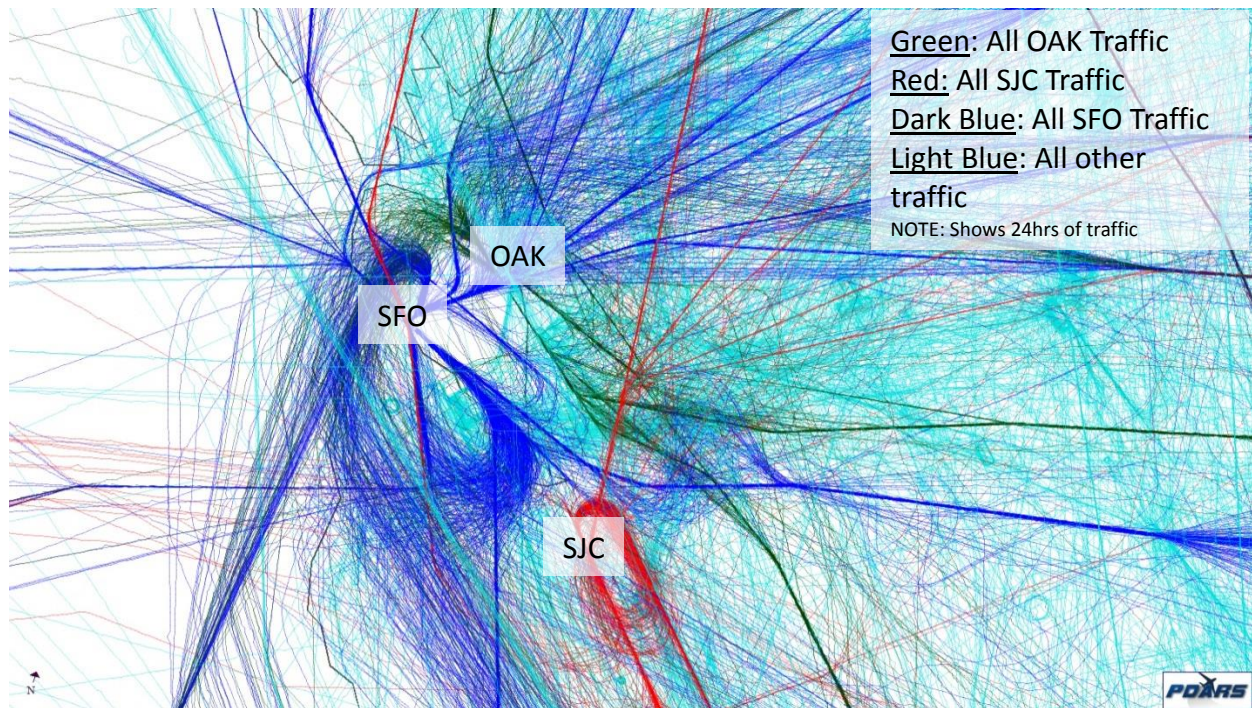 Green: All OAK Traffic
Red: All SJC Traffic
Dark Blue: All SFO Traffic
Light Blue: All other
traffic
NOTE: Shows 24hrs of traffic
OAK
SFO
SJC
N
PDARS